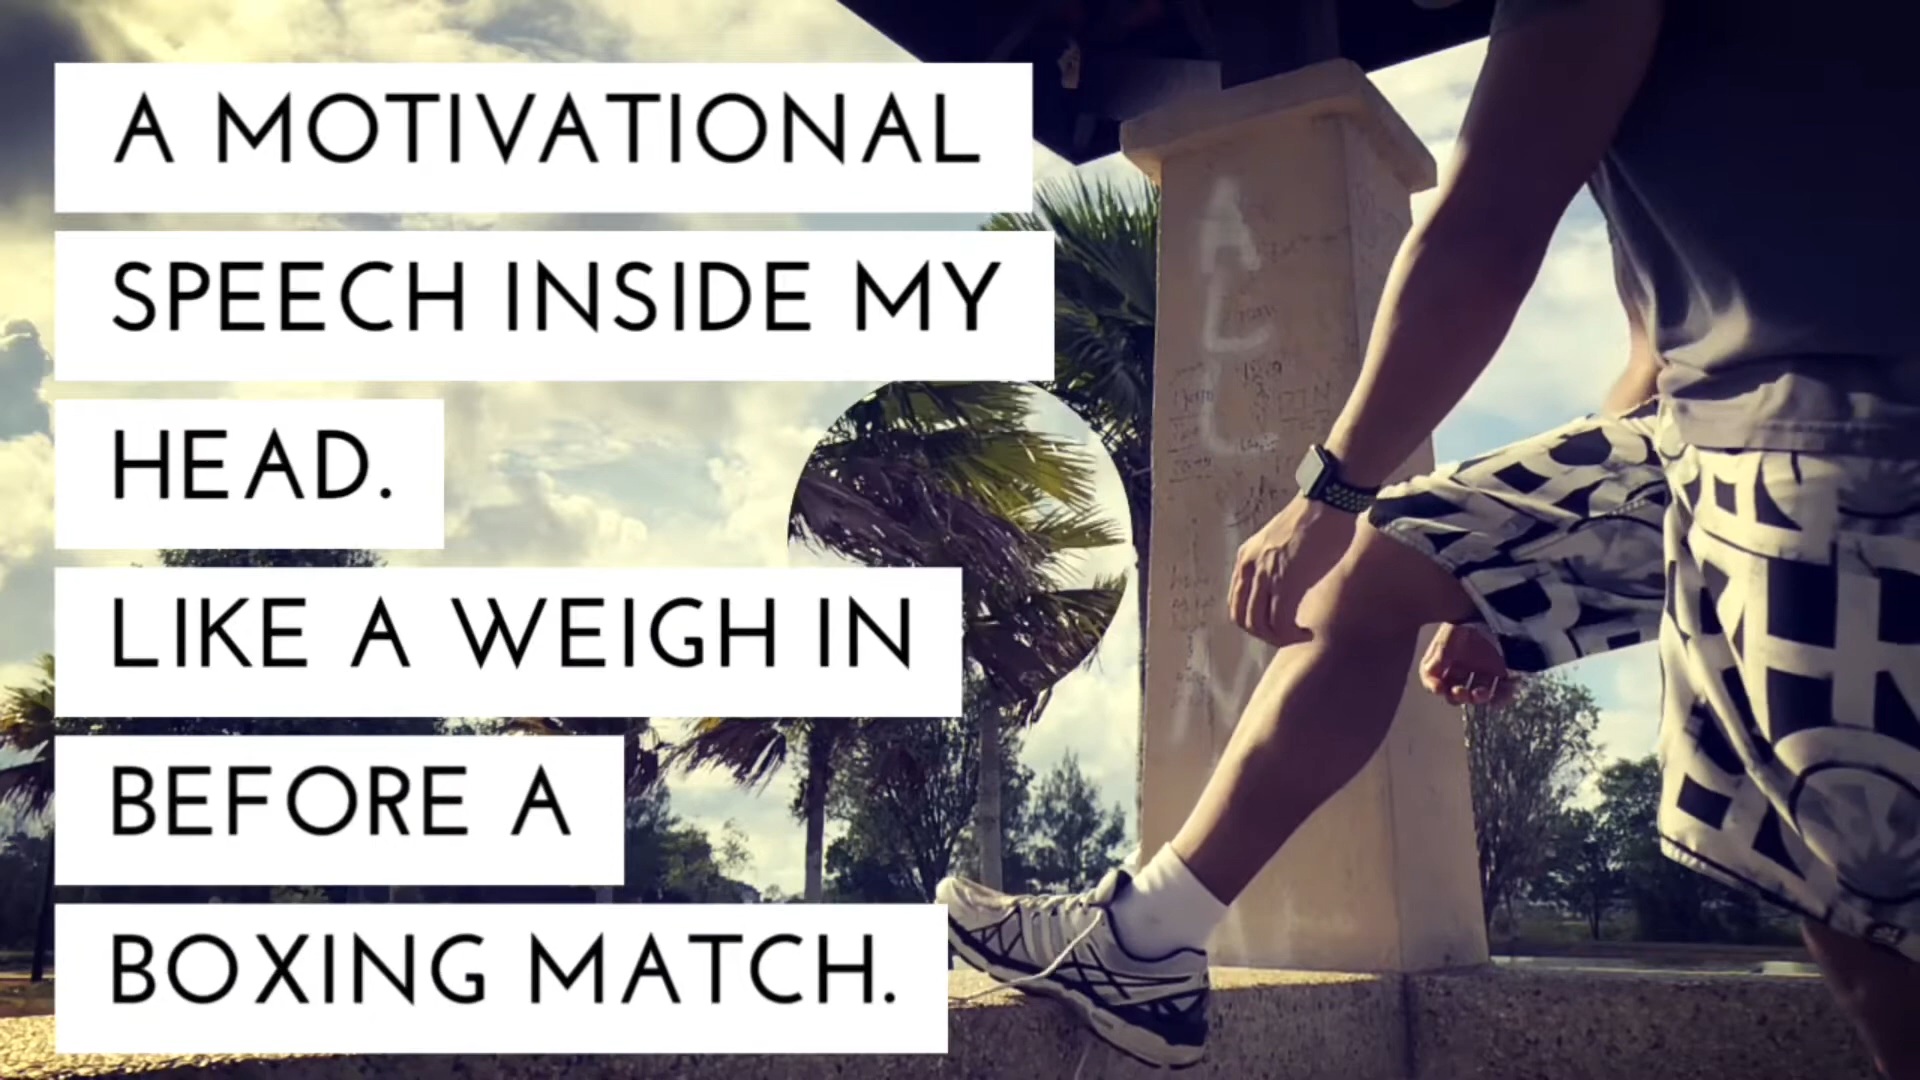 A MOTIVATIONAL
SPEECH INSIDE MY
HEAD.
LIKE A WEIGH IN
BEFORE A
BOXING MATCH.